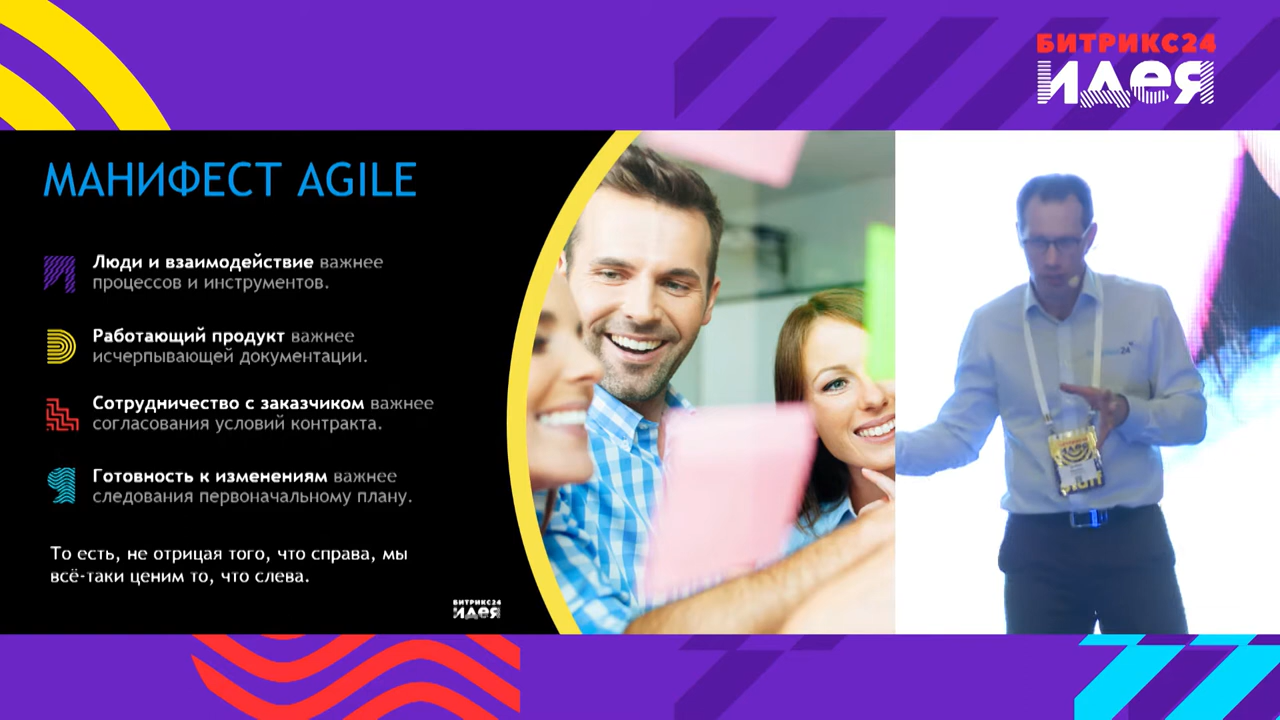 БИТРИКС24
идея
МАНИФЕСТ AGILE
Люди и взаимодействие важнее
процессов и инструментов.
Работающий продукт важнее
исчерпывающей документации.
Сотрудничество с заказчиком важнее
согласования условий контракта.
Готовность к изменениям важнее
следования первоначальному плану.
То есть, не отрицая того, что справа, мы
всё-таки ценим то, что слева.
БИТРИКС24
идея